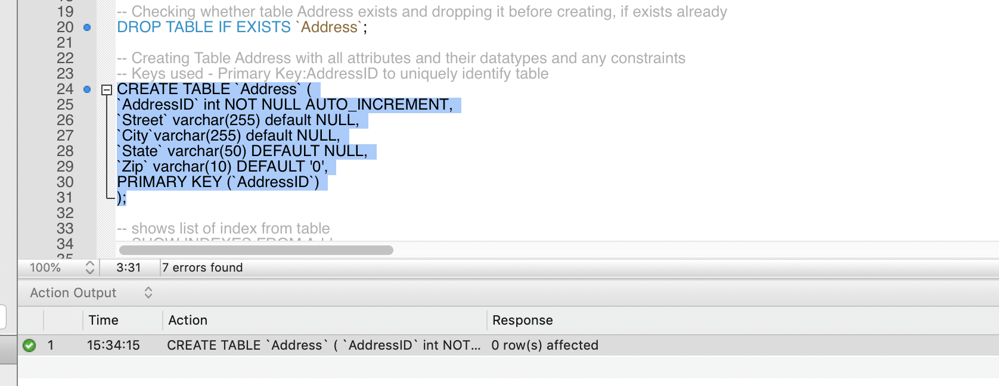 19 -- Checking whether table Address exists and dropping it before creating, if exists already
20 DROP TABLE IF EXISTS `Address`;
21
22 -- Creating Table Address with all attributes and their datatypes and any constraints
23 -- Keys used - Primary Key:AddressID to uniquely identify table
24 CREATE TABLE `Address` (
25 `AddressID` int NOT NULL AUTO_INCREMENT,
26 `Street` varchar(255) default NULL,
27 `City`varchar(255) default NULL,
28 `State` varchar(50) DEFAULT NULL,
29 `Zip` varchar(10) DEFAULT '0',
30 PRIMARY KEY (`AddressID`)
31 );
32
33 -- shows list of index from table
34 SHOW INDEXES FROM
100% 3:31 7 errors found
Action Output
Time Action Response
1 15:34:15 CREATE TABLE `Address` ( `AddressID` int NOT... 0 row(s) affected